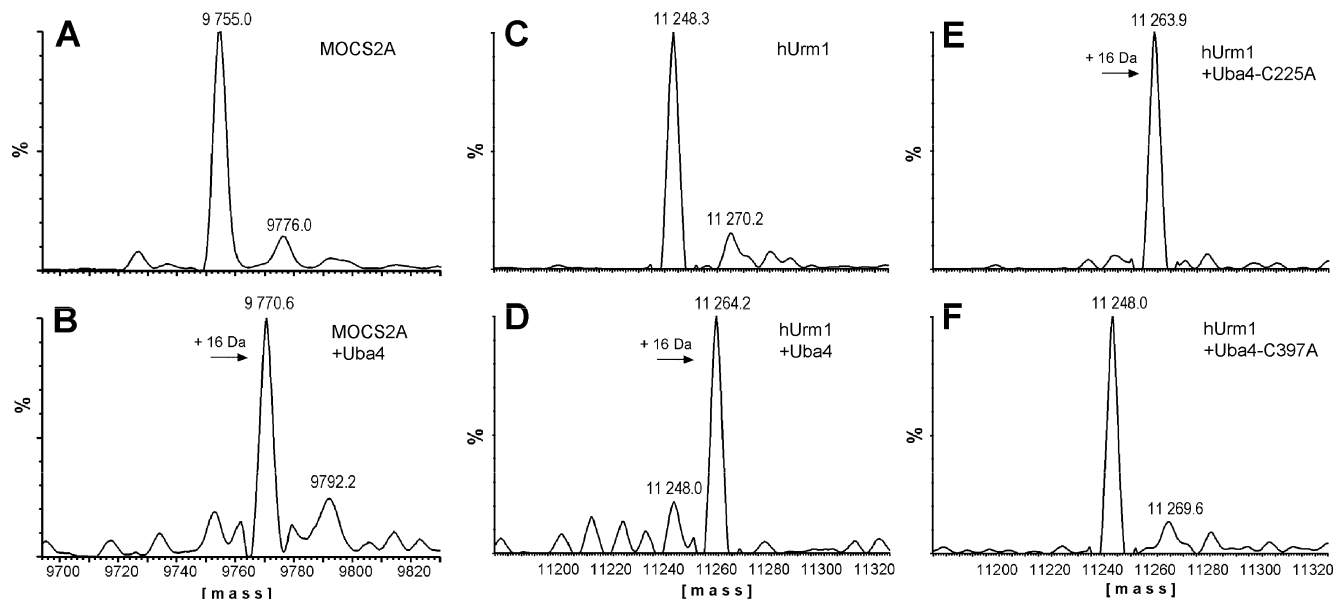 A
9 755.0
MOCS2A
9776.0
%
B
9 770.6
MOCS2A
+Uba4
+ 16 Da
9792.2
%
9700 9720 9740 9760 9780 9800 9820
[ mass ]
C
11 248.3
hUrm1
11 270.2
%
D
11 264.2
hUrm1
+Uba4
+ 16 Da
11 248.0
%
11200 11220 11240 11260 11280 11300 11320
[ mass ]
E
11 263.9
hUrm1
+Uba4-C225A
+ 16 Da
%
F
11 248.0
hUrm1
+Uba4-C397A
11 269.6
%
11200 11220 11240 11260 11280 11300 11320
[ mass ]